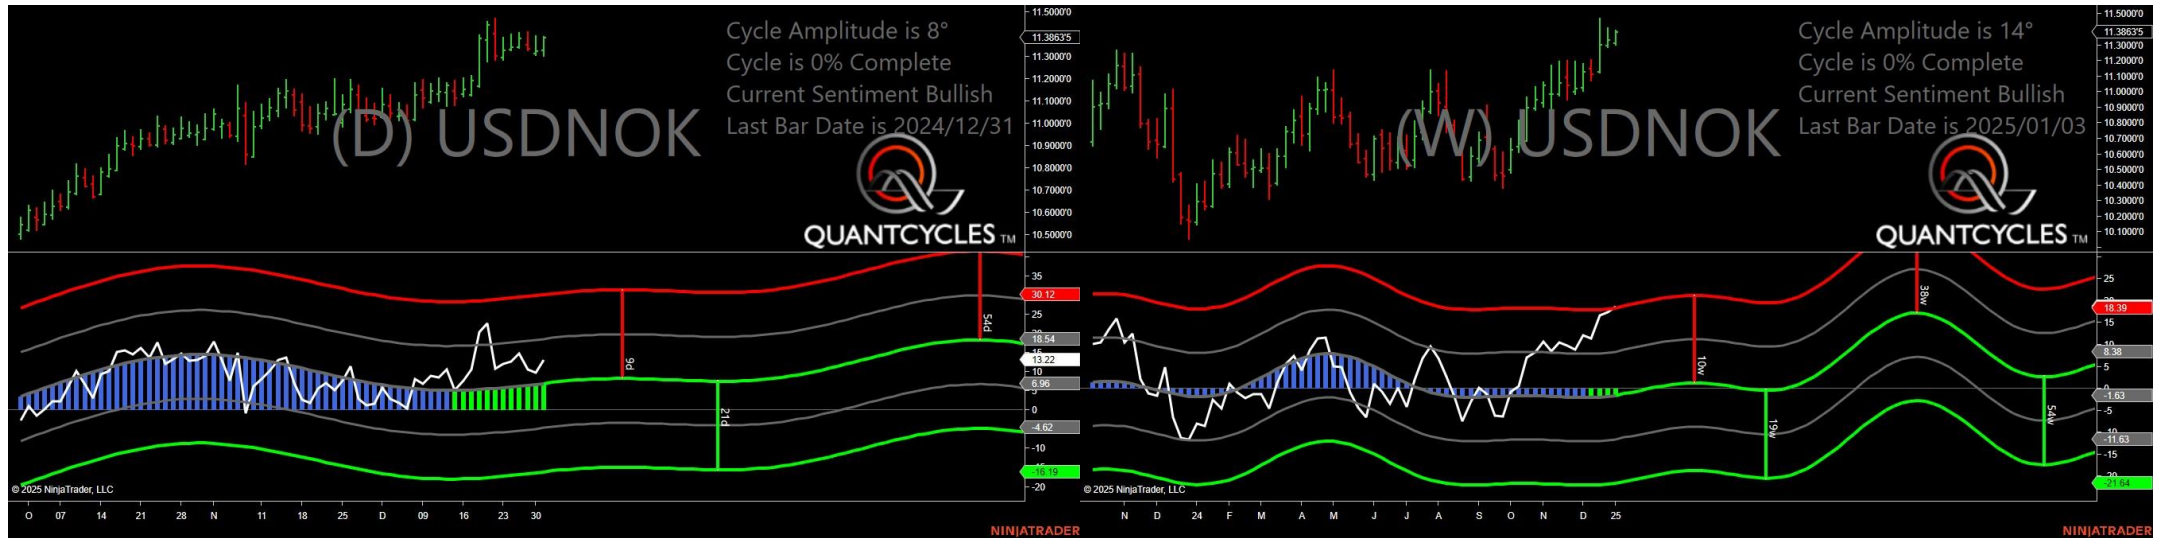 Cycle Amplitude is 8°
Cycle is 0% Complete
Current Sentiment Bullish
Last Bar Date is 2024/12/31
(D) USDNOK
QUANTCYCLES TM
11.5000'0
11.3863'5
11.3000'0
11.2000'0
11.1000'0
11.0000'0
10.9000'0
10.8000'0
10.7000'0
10.6000'0
10.5000'0
35
30.12
25
18.54
13.22
10
6.96
0
-4.62
-10
-16.19
-20
9d
21d
54d
© 2025 NinjaTrader, LLC
O 07 14 21 28 N 11 18 25 D 09 16 23 30
NINJATRADER
Cycle Amplitude is 14°
Cycle is 0% Complete
Current Sentiment Bullish
Last Bar Date is 2025/01/03
(W) USDNOK
QUANTCYCLES TM
11.5000'0
11.3863'5
11.3000'0
11.2000'0
11.1000'0
11.0000'0
10.9000'0
10.8000'0
10.7000'0
10.6000'0
10.5000'0
10.4000'0
10.3000'0
10.2000'0
10.1000'0
25
18.39
15
8.38
5
0
-1.63
-5
-11.63
-15
-21.64
10w
19w
38w
54w
© 2025 NinjaTrader, LLC
N D 24 F M A M J J A S O N D 25
NINJATRADER